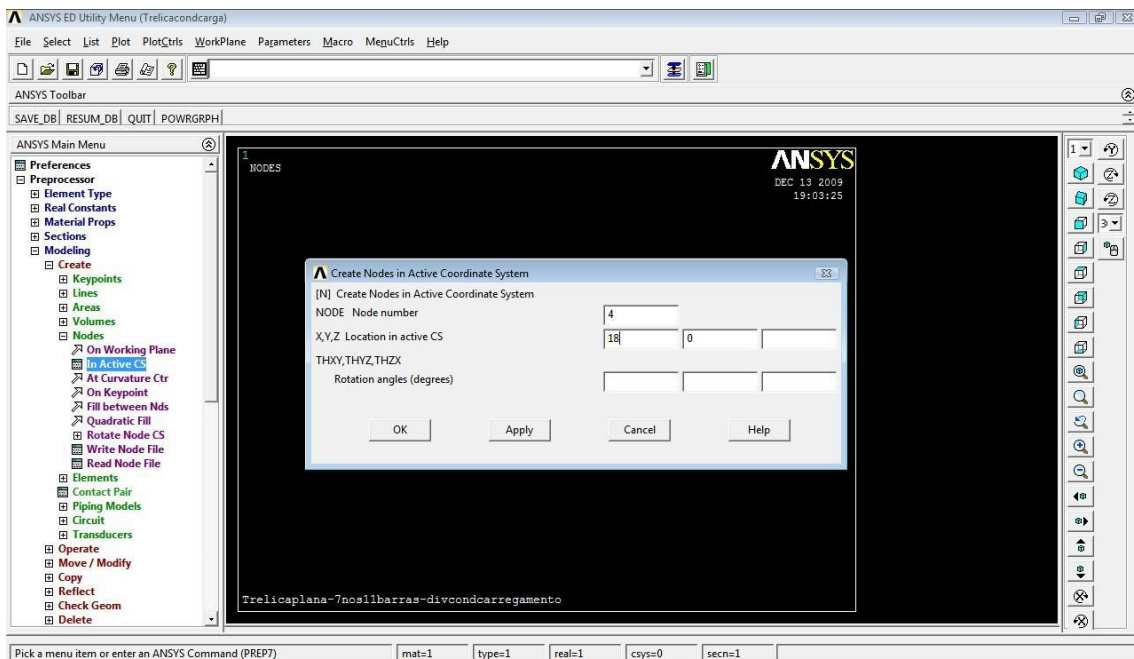 ANSYS ED Utility Menu (Trelicacondcarga)
File Select List Plot PlotCtrls WorkPlane Parameters Macro MenuCtrls Help
ANSYS Toolbar
SAVE_DB RESUM_DB QUIT POWRGRPH
ANSYS Main Menu
Preferences
Preprocessor
Element Type
Real Constants
Material Props
Sections
Modeling
Create
Keypoints
Lines
Areas
Volumes
Nodes
On Working Plane
In Active CS
At Curvature Ctr
On Keypoint
Fill between Nds
Quadratic Fill
Rotate Node CS
Write Node File
Read Node File
Elements
Contact Pair
Piping Models
Circuit
Transducers
Operate
Move / Modify
Copy
Reflect
Check Geom
Delete
1
NODES
ANSYS
DEC 13 2009
19:03:25
Create Nodes in Active Coordinate System
[N] Create Nodes in Active Coordinate System
NODE Node number 4
X,Y,Z Location in active CS 18 0
THXY,THYZ,THZX
Rotation angles (degrees)
OK Apply Cancel Help
Trelicaplana-7nos11barras-divcondcarregamento
1
3
Pick a menu item or enter an ANSYS Command (PREP7) mat=1 type=1 real=1 csys=0 secn=1